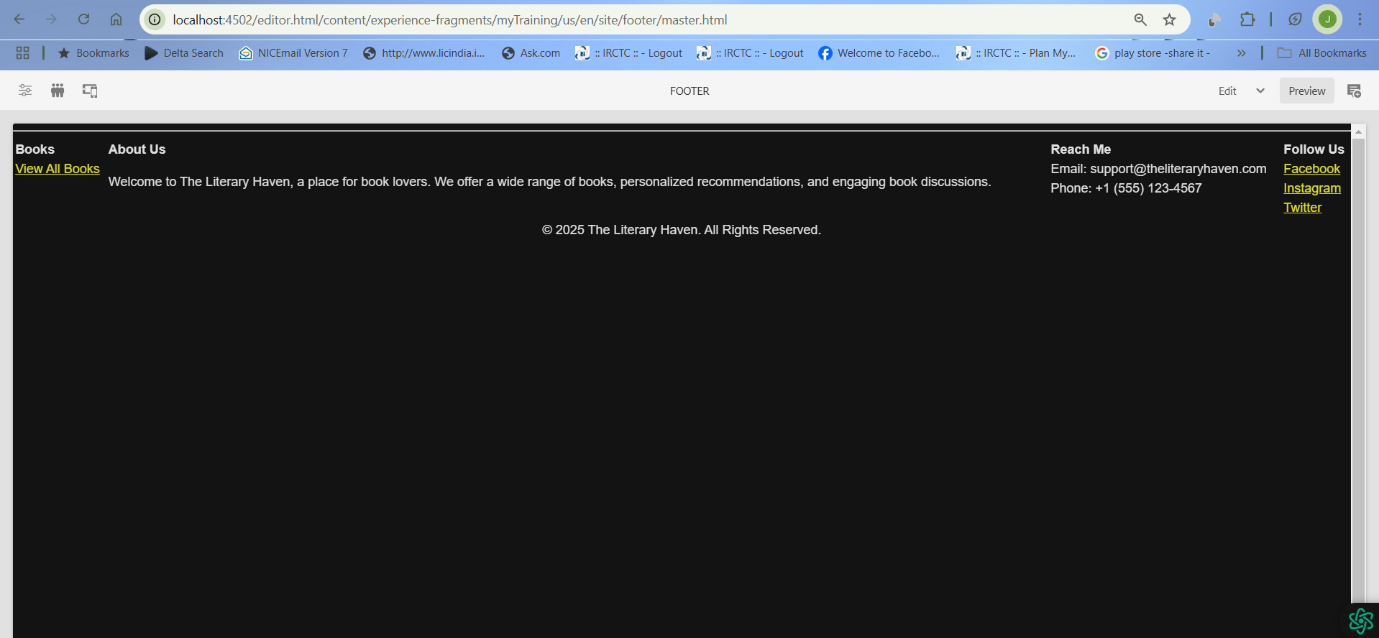 localhost:4502/editor.html/content/experience-fragments/myTraining/us/en/site/footer/master.html
J
Bookmarks Delta Search NICEmail Version 7 http://www.licindia.i... Ask.com :: IRCTC :: - Logout :: IRCTC :: - Logout Welcome to Facebo... :: IRCTC :: - Plan My... play store -share it - » All Bookmarks
FOOTER Edit Preview
Books About Us Reach Me Follow Us
View All Books Email: support@theliteraryhaven.com Facebook
Welcome to The Literary Haven, a place for book lovers. We offer a wide range of books, personalized recommendations, and engaging book discussions.
Phone: +1 (555) 123-4567 Instagram
Twitter
© 2025 The Literary Haven. All Rights Reserved.